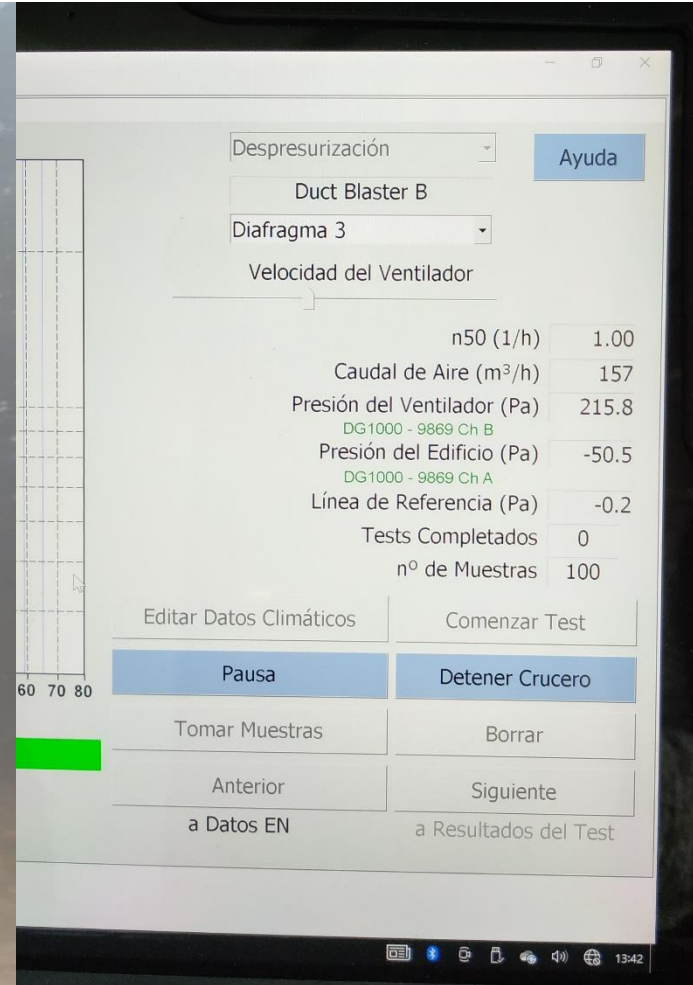 Despresurización
Ayuda
Duct Blaster B
Diafragma 3
Velocidad del Ventilador
n50 (1/h) 1.00
Caudal de Aire (m³/h) 157
Presión del Ventilador (Pa) 215.8
DG1000 - 9869 Ch B
Presión del Edificio (Pa) -50.5
DG1000 - 9869 Ch A
Línea de Referencia (Pa) -0.2
Tests Completados 0
nº de Muestras 100
Editar Datos Climáticos Comenzar Test
Pausa Detener Crucero
60 70 80
Tomar Muestras Borrar
Anterior Siguiente
a Datos EN a Resultados del Test
13:42